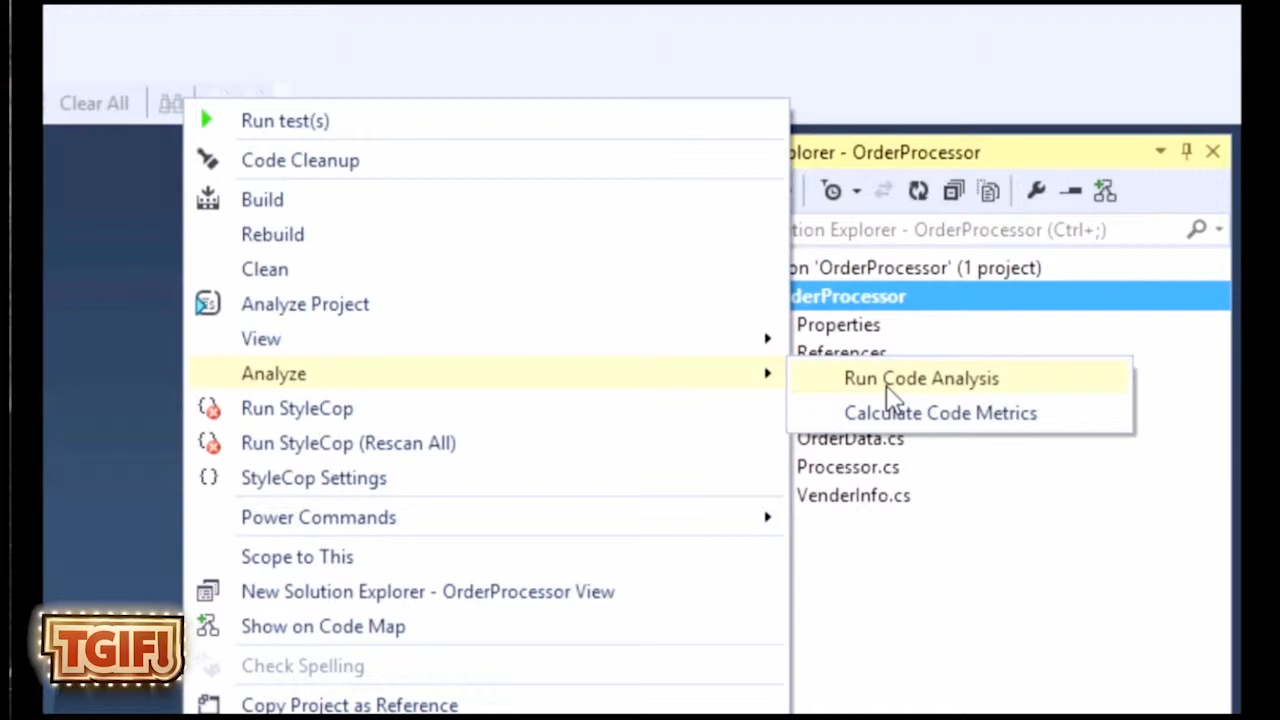 Clear All
Run test(s)
Code Cleanup
Build
Rebuild
Clean
Analyze Project
View
Analyze
Run StyleCop
Run StyleCop (Rescan All)
StyleCop Settings
Power Commands
Scope to This
New Solution Explorer - OrderProcessor View
Show on Code Map
Check Spelling
Copy Project as Reference
Run Code Analysis
Calculate Code Metrics
plorer - OrderProcessor
tion Explorer - OrderProcessor (Ctrl+;)
on 'OrderProcessor' (1 project)
derProcessor
Properties
References
OrderData.cs
Processor.cs
VenderInfo.cs
TGIF!